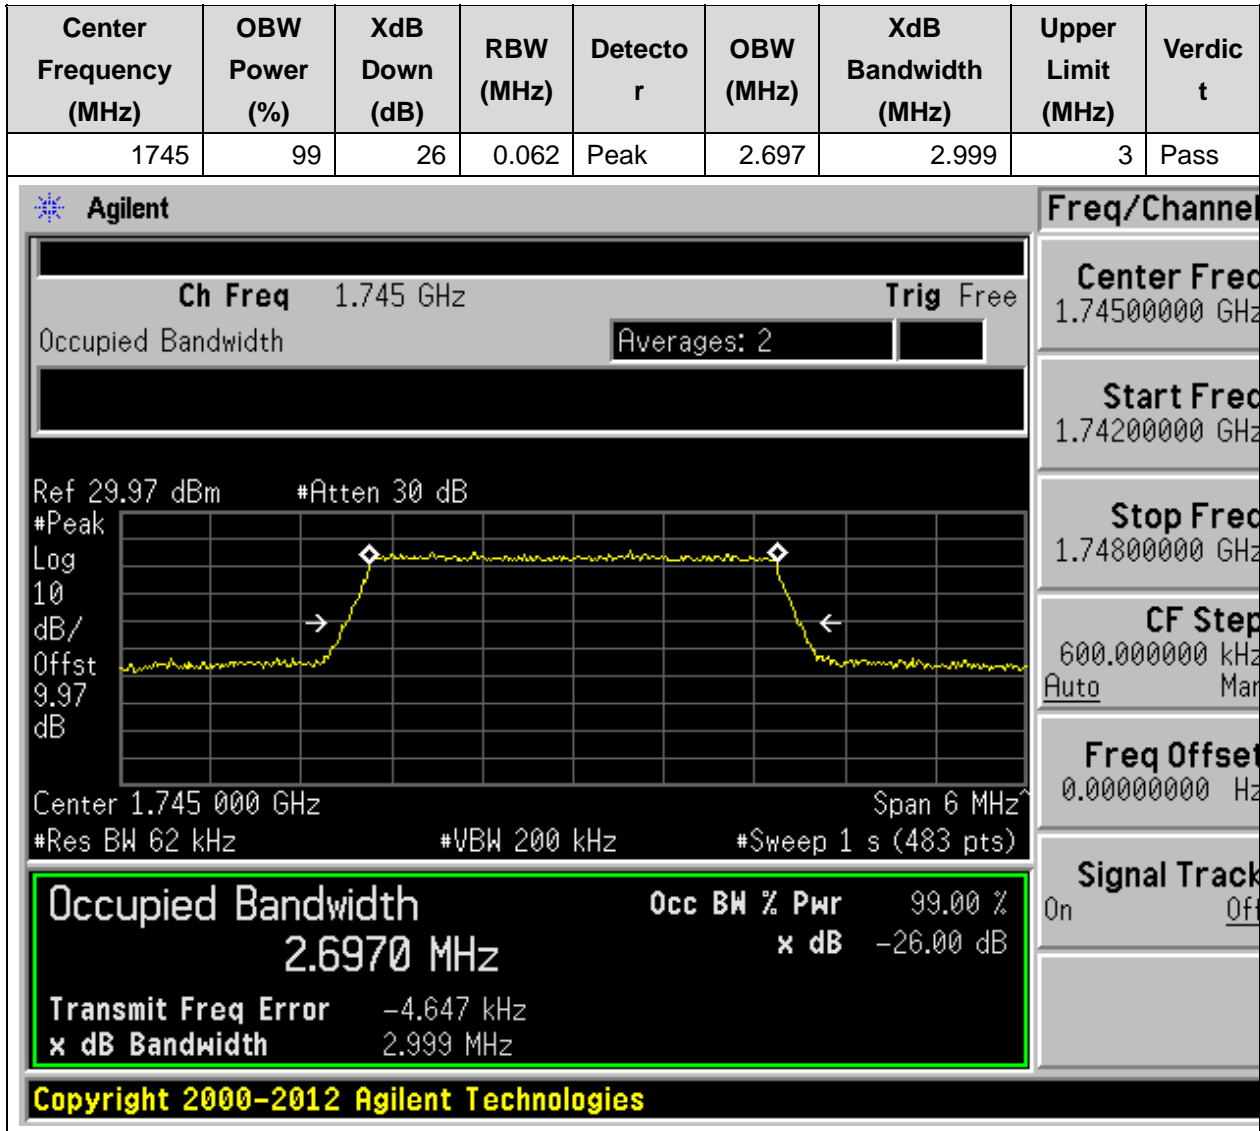 Center Frequency (MHz) OBW Power (%) XdB Down (dB) RBW (MHz) Detector OBW (MHz) XdB Bandwidth (MHz) Upper Limit (MHz) Verdict
1745 99 26 0.062 Peak 2.697 2.999 3 Pass
Agilent
Ch Freq 1.745 GHz Trig Free
Occupied Bandwidth Averages: 2
Ref 29.97 dBm #Atten 30 dB
#Peak
Log
10
dB/
Offst
9.97
dB
Center 1.745 000 GHz Span 6 MHz^
#Res BW 62 kHz #VBW 200 kHz #Sweep 1 s (483 pts)
Occupied Bandwidth Occ BW % Pwr 99.00 %
2.6970 MHz x dB -26.00 dB
Transmit Freq Error -4.647 kHz
x dB Bandwidth 2.999 MHz
Copyright 2000-2012 Agilent Technologies
Freq/Channel
Center Freq
1.74500000 GHz
Start Freq
1.74200000 GHz
Stop Freq
1.74800000 GHz
CF Step
600.000000 kHz
Auto Man
Freq Offset
0.00000000 Hz
Signal Track
On Off